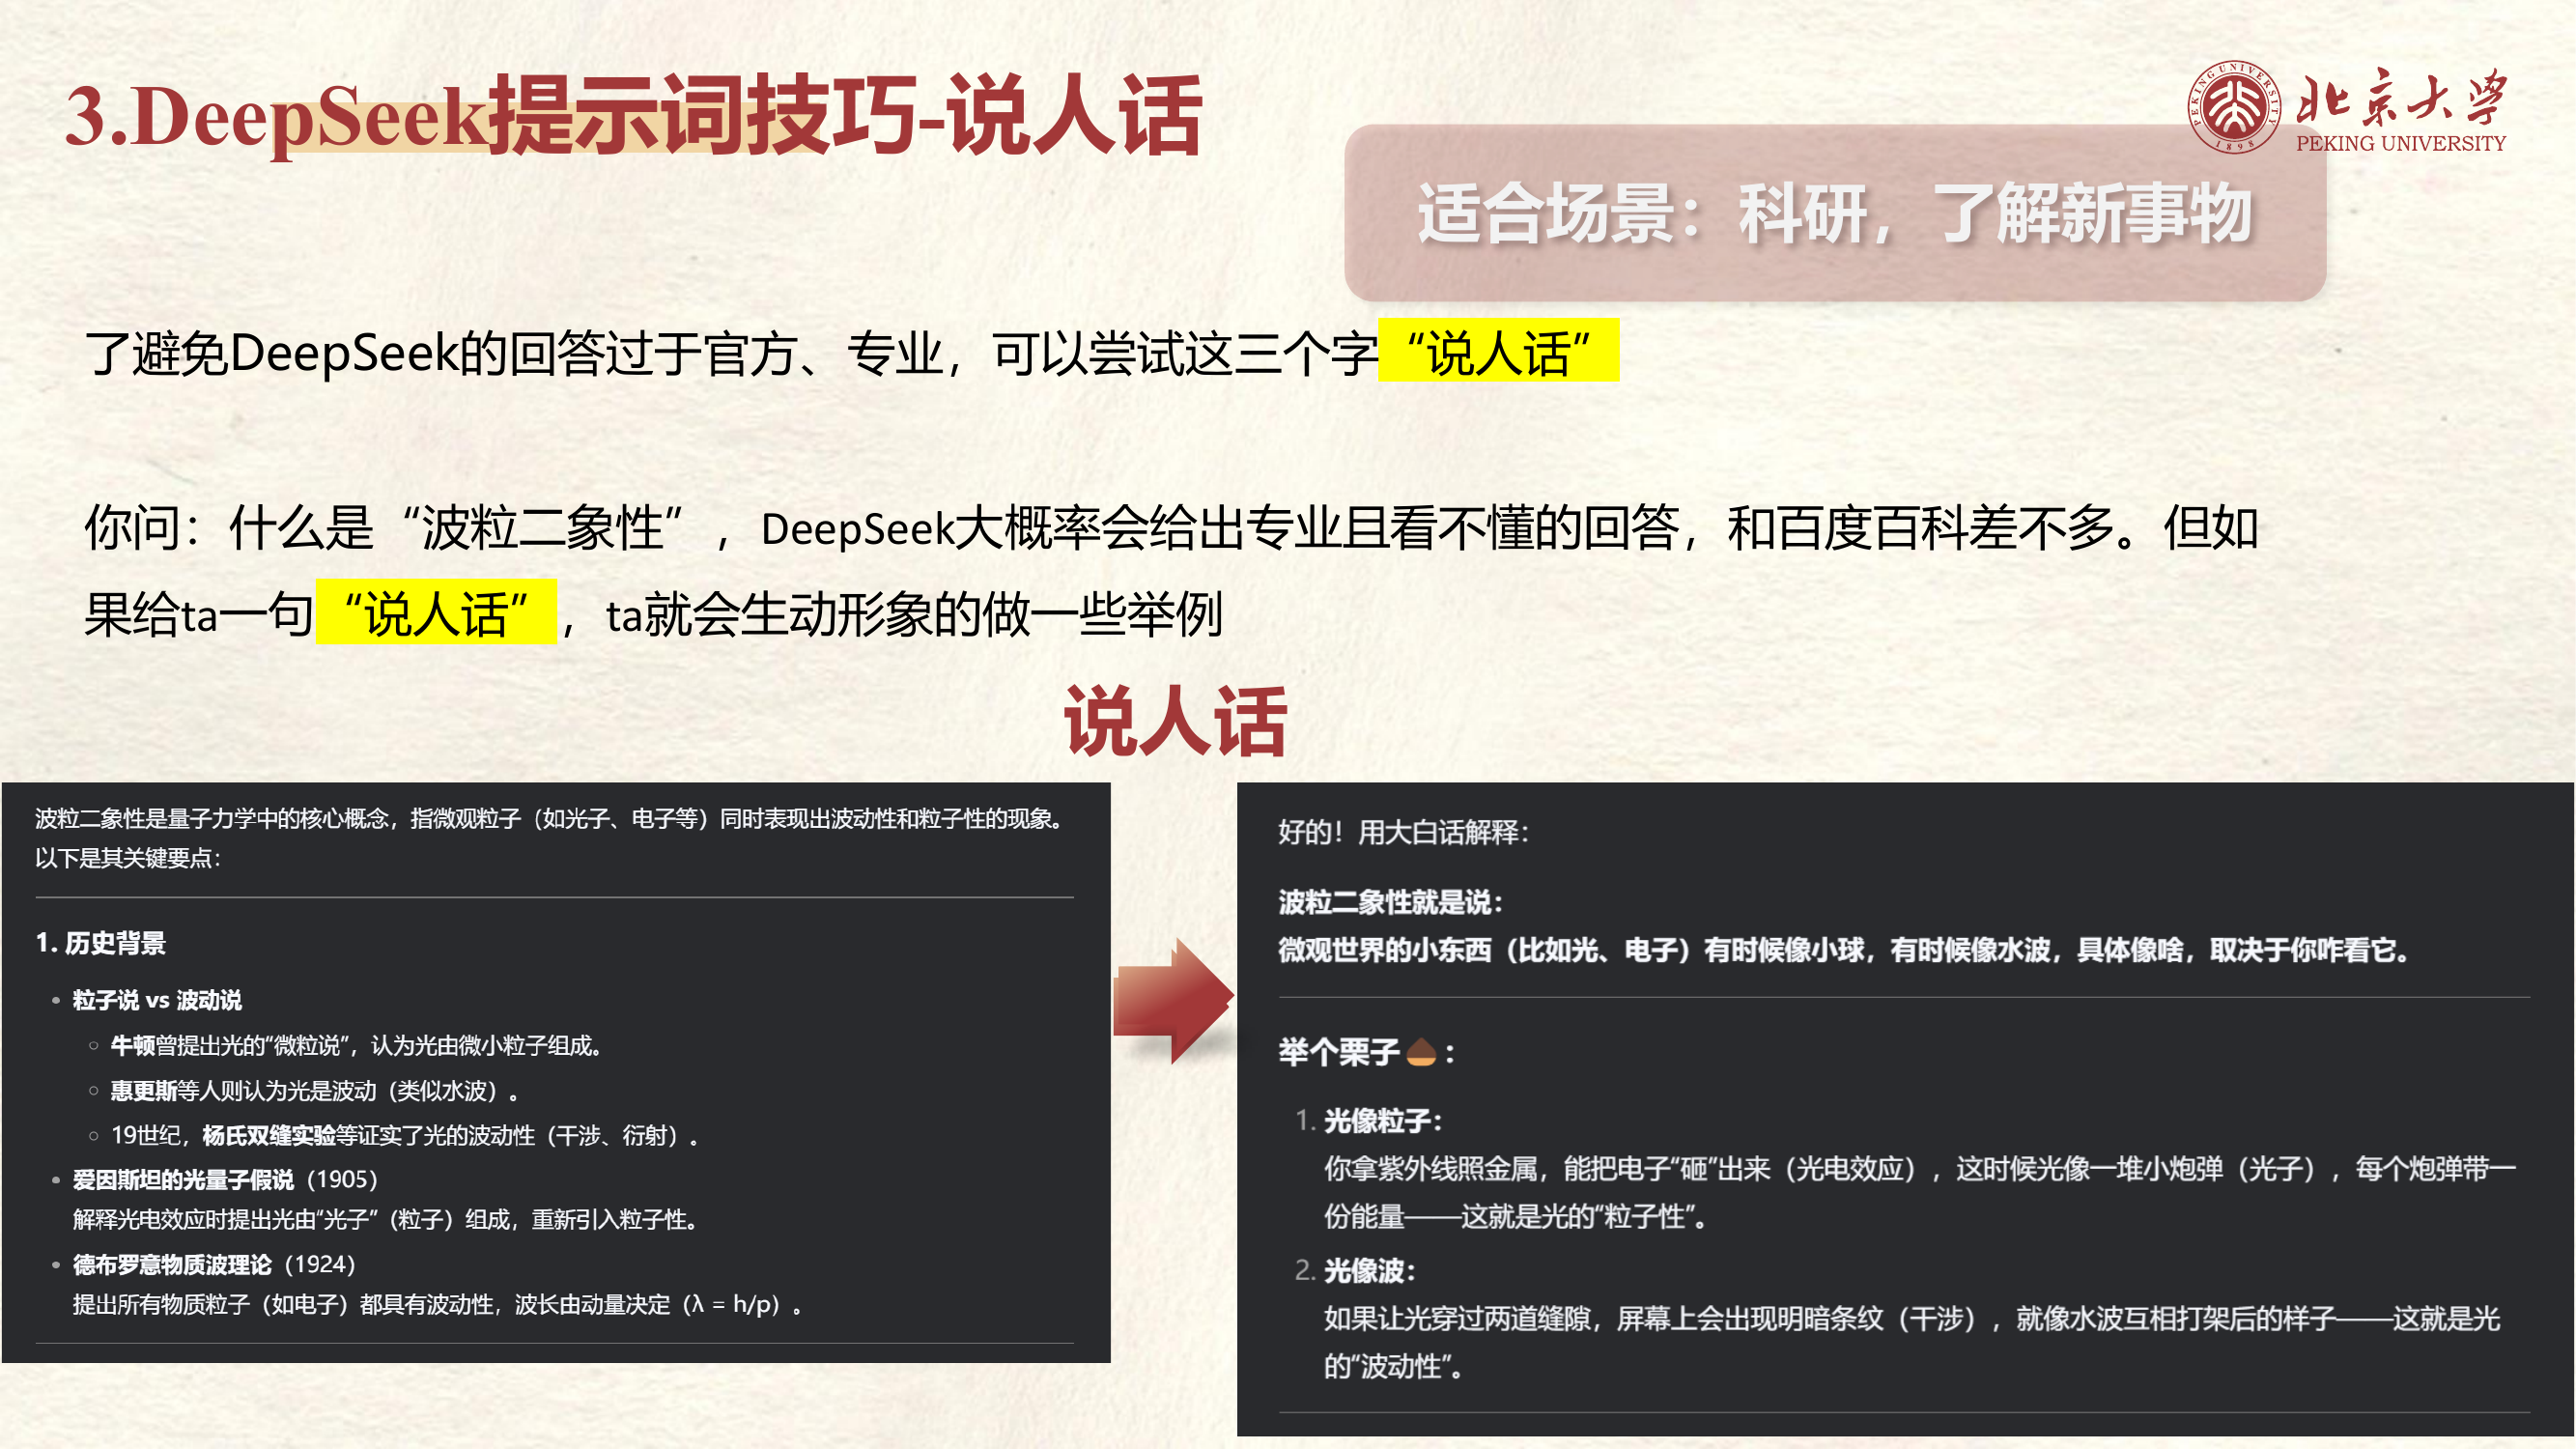 3.DeepSeek提示词技巧-说人话
北京大学
PEKING UNIVERSITY
PEKING UNIVERSITY
1898
适合场景：科研，了解新事物
了避免DeepSeek的回答过于官方、专业，可以尝试这三个字“说人话”
你问：什么是“波粒二象性”，DeepSeek大概率会给出专业且看不懂的回答，和百度百科差不多。但如
果给ta一句“说人话”，ta就会生动形象的做一些举例
说人话
波粒二象性是量子力学中的核心概念，指微观粒子（如光子、电子等）同时表现出波动性和粒子性的现象。
以下是其关键要点：
1. 历史背景
• 粒子说 vs 波动说
○ 牛顿曾提出光的“微粒说”，认为光由微小粒子组成。
○ 惠更斯等人则认为光是波动（类似水波）。
○ 19世纪，杨氏双缝实验等证实了光的波动性（干涉、衍射）。
• 爱因斯坦的光量子假说（1905）
解释光电效应时提出光由“光子”（粒子）组成，重新引入粒子性。
• 德布罗意物质波理论（1924）
提出所有物质粒子（如电子）都具有波动性，波长由动量决定（λ = h/p）。
好的！用大白话解释：
波粒二象性就是说：
微观世界的小东西（比如光、电子）有时候像小球，有时候像水波，具体像啥，取决于你咋看它。
举个栗子🌰：
1. 光像粒子：
你拿紫外线照金属，能把电子“砸”出来（光电效应），这时候光像一堆小炮弹（光子），每个炮弹带一
份能量——这就是光的“粒子性”。
2. 光像波：
如果让光穿过两道缝隙，屏幕上会出现明暗条纹（干涉），就像水波互相打架后的样子——这就是光
的“波动性”。